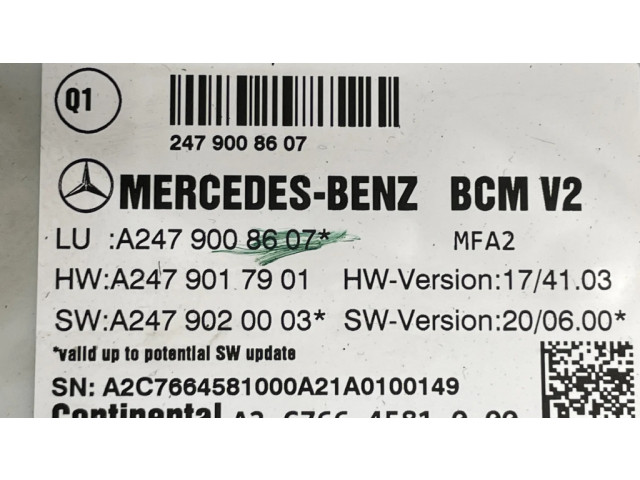 Q1
247 900 86 07
MERCEDES-BENZ BCM V2
LU :A247 900 86 07* MFA2
HW:A247 901 79 01 HW-Version:17/41.03
SW:A247 902 00 03* SW-Version:20/06.00*
*valid up to potential SW update
SN: A2C7664581000A21A0100149
Continental